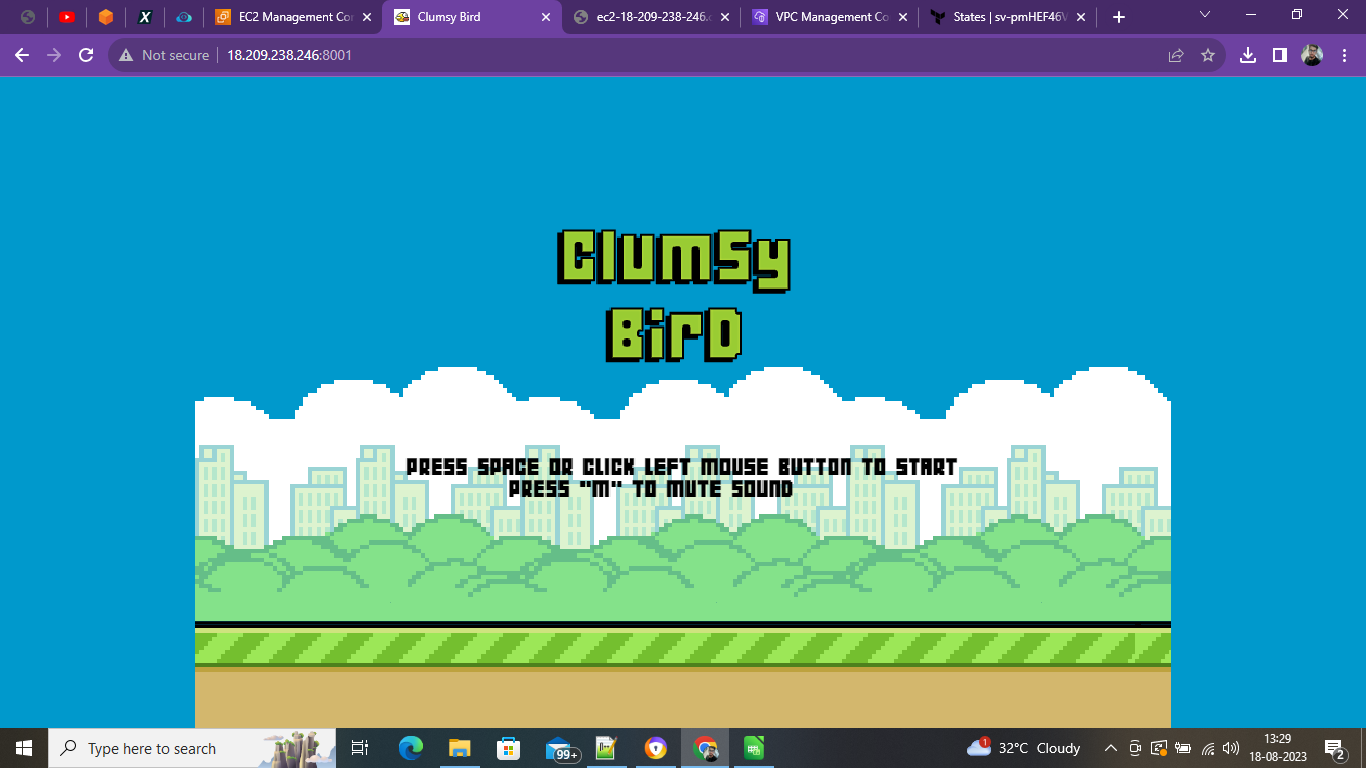 EC2 Management Co
Clumsy Bird
ec2-18-209-238-246.
VPC Management Co
States | sv-pmHEF46V
Not secure
18.209.238.246:8001
Clumsy
Bird
PRESS SPACE OR CLICK LEFT MOUSE BUTTON TO START
PRESS "M" TO MUTE SOUND
Type here to search
99+
1
32°C Cloudy
13:29
18-08-2023
2